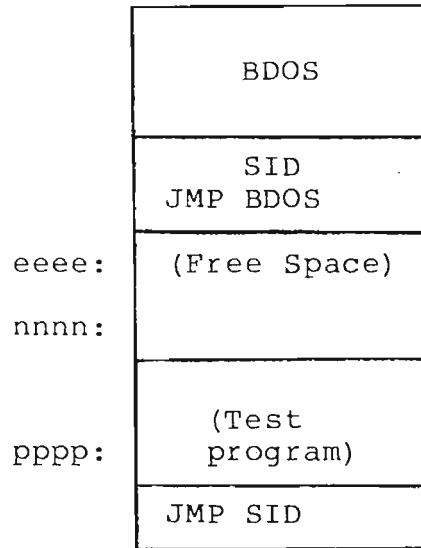 BDOS
SID
JMP BDOS
eeee: (Free Space)
nnnn:
(Test
pppp: program)
JMP SID